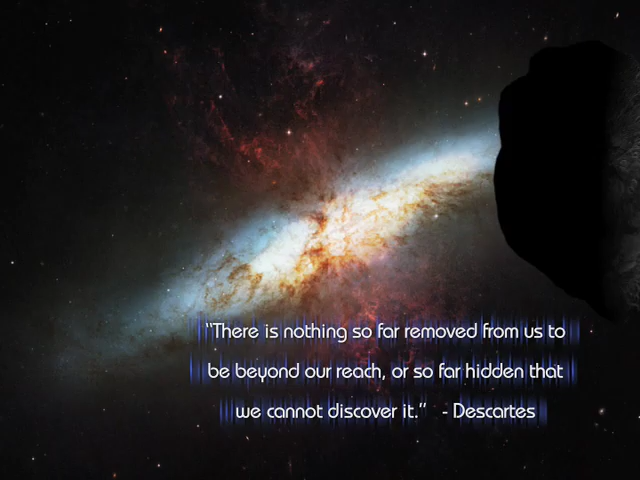 "There is nothing so far removed from us to
be beyond our reach, or so far hidden that
we cannot discover it." - Descartes